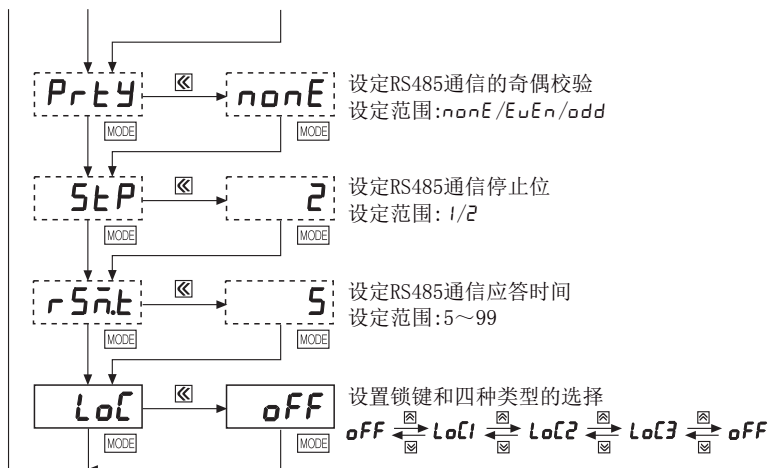 PrtY nonE 设定RS485通信的奇偶校验
设定范围:nonE/EuEn/odd
MODE MODE
StP 2 设定RS485通信停止位
设定范围: 1/2
MODE MODE
rSm.t 5 设定RS485通信应答时间
设定范围:5～99
MODE MODE
LoC oFF 设置锁键和四种类型的选择
oFF LoC1 LoC2 LoC3 oFF
MODE MODE